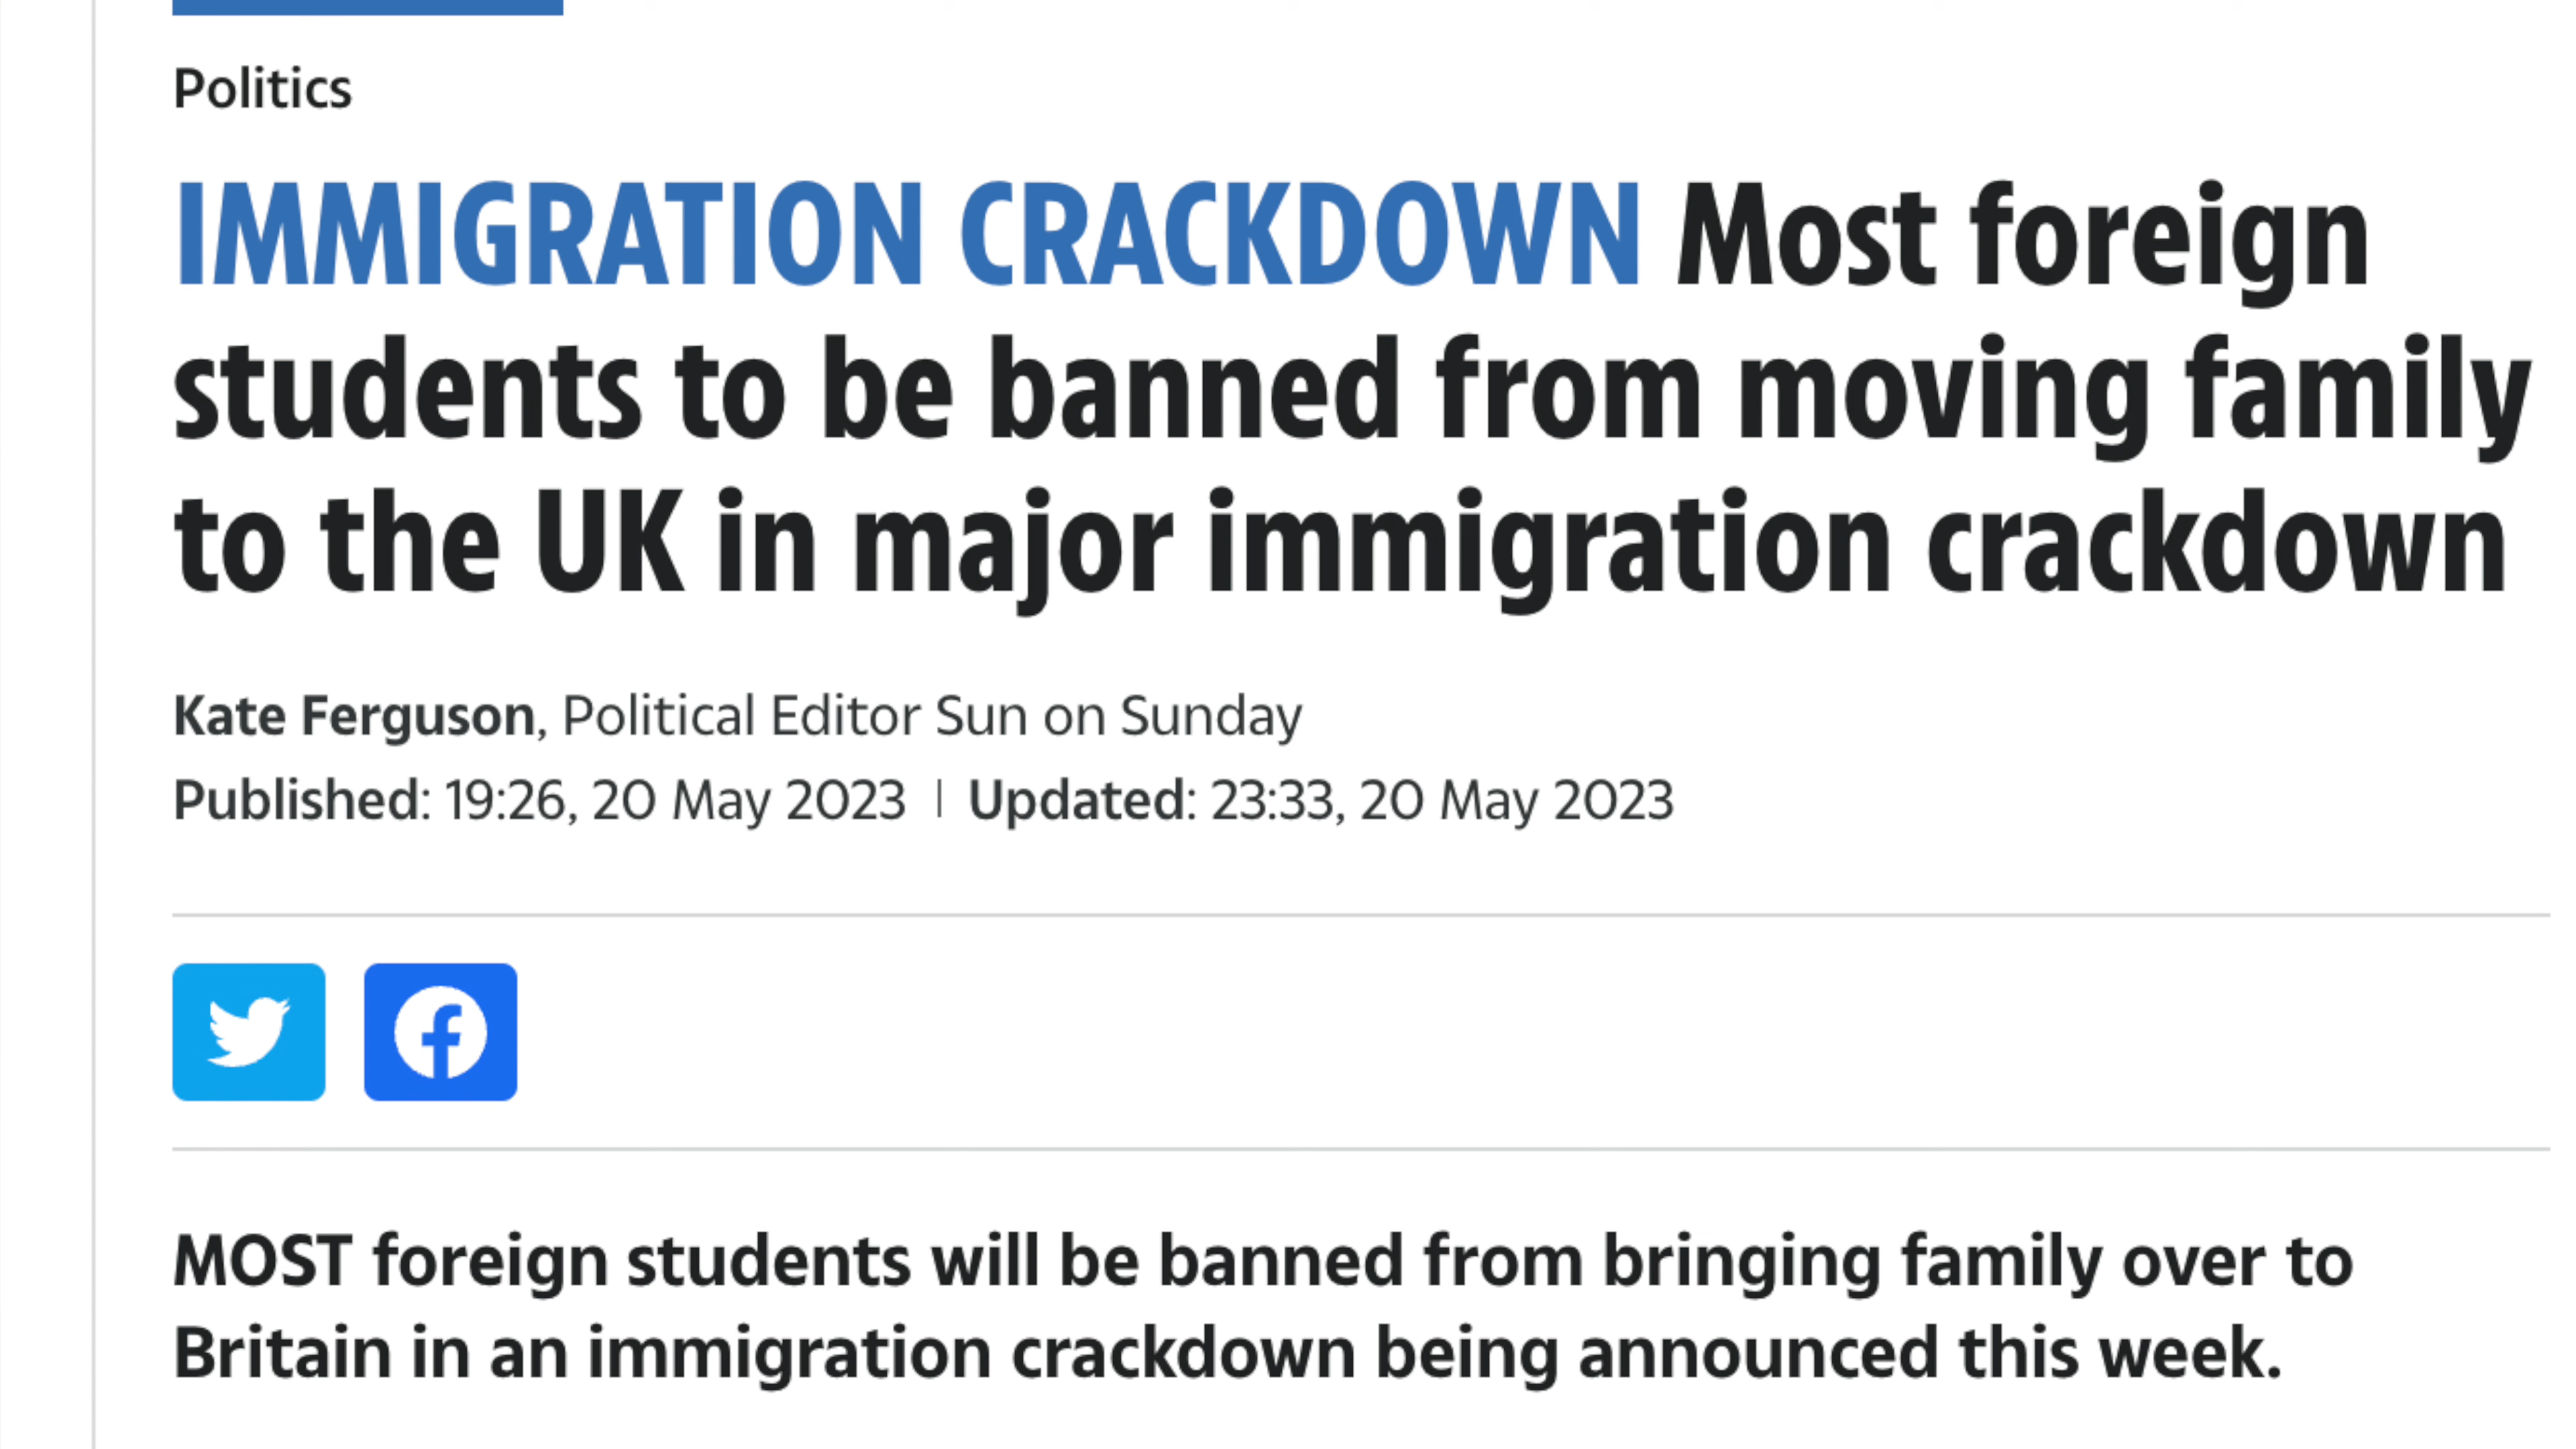 Politics
IMMIGRATION CRACKDOWN Most foreign
students to be banned from moving family
to the UK in major immigration crackdown
Kate Ferguson, Political Editor Sun on Sunday
Published: 19:26, 20 May 2023 | Updated: 23:33, 20 May 2023
MOST foreign students will be banned from bringing family over to
Britain in an immigration crackdown being announced this week.